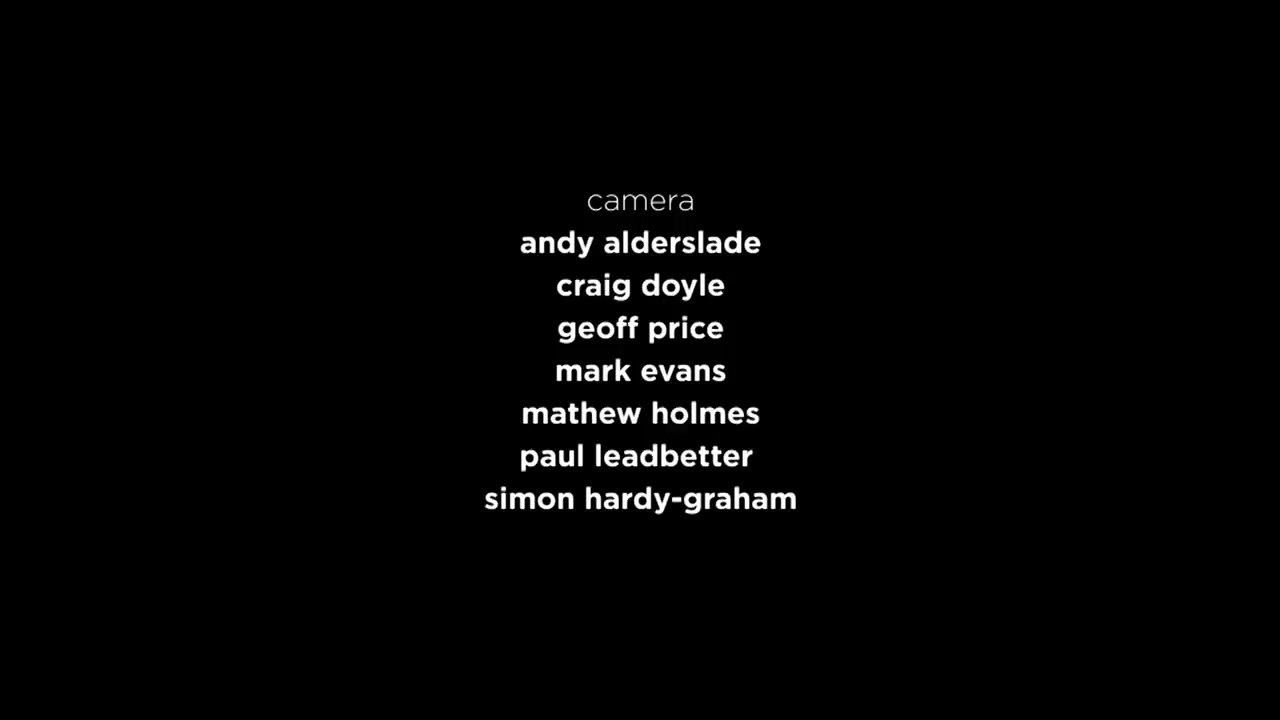 camera
andy alderslade
craig doyle
geoff price
mark evans
mathew holmes
paul leadbetter
simon hardy-graham